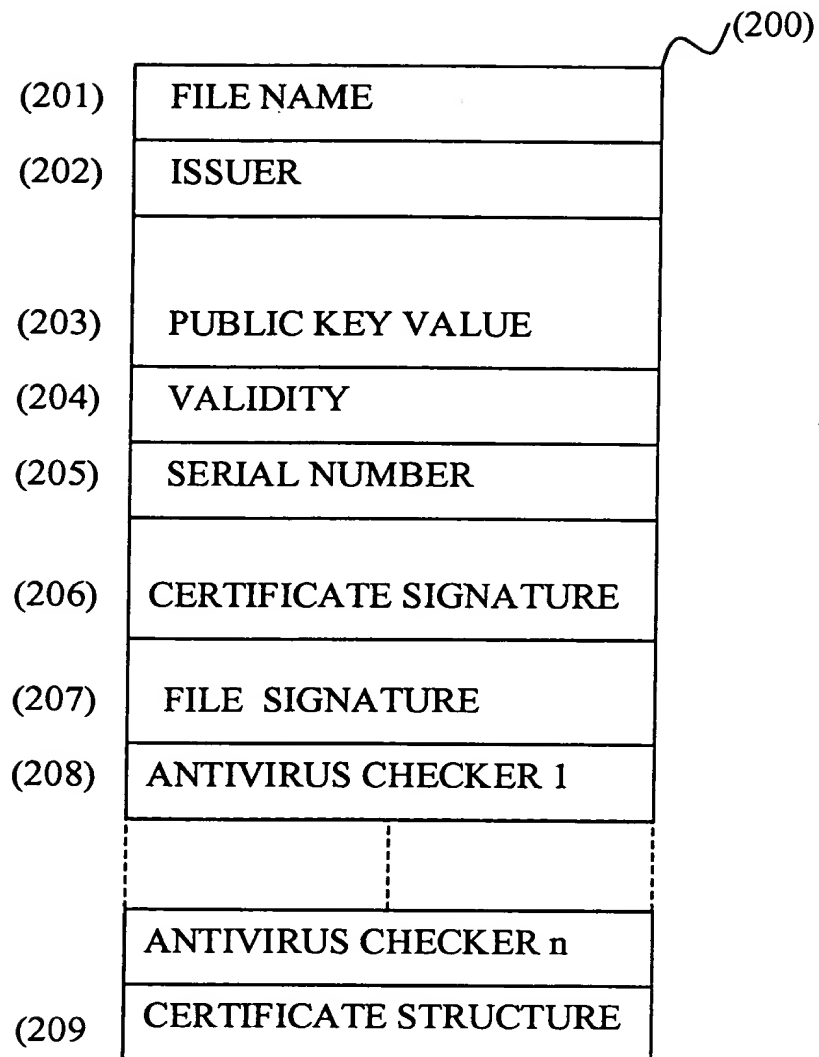 (200)
(201) FILE NAME
(202) ISSUER
(203) PUBLIC KEY VALUE
(204) VALIDITY
(205) SERIAL NUMBER
(206) CERTIFICATE SIGNATURE
(207) FILE SIGNATURE
(208) ANTIVIRUS CHECKER 1
ANTIVIRUS CHECKER n
(209 CERTIFICATE STRUCTURE